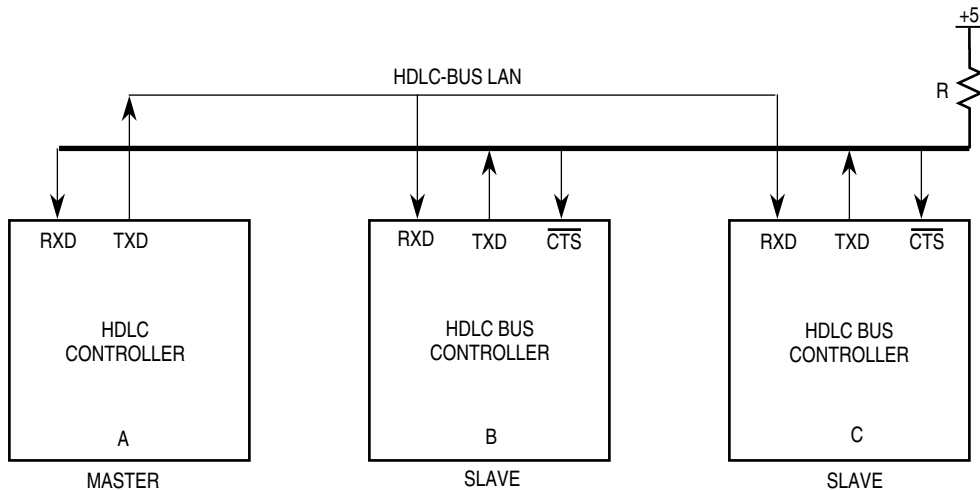 +5
HDLC-BUS LAN
R
RXD TXD
RXD TXD CTS
RXD TXD CTS
HDLC
CONTROLLER
A
MASTER
HDLC BUS
CONTROLLER
B
SLAVE
HDLC BUS
CONTROLLER
C
SLAVE